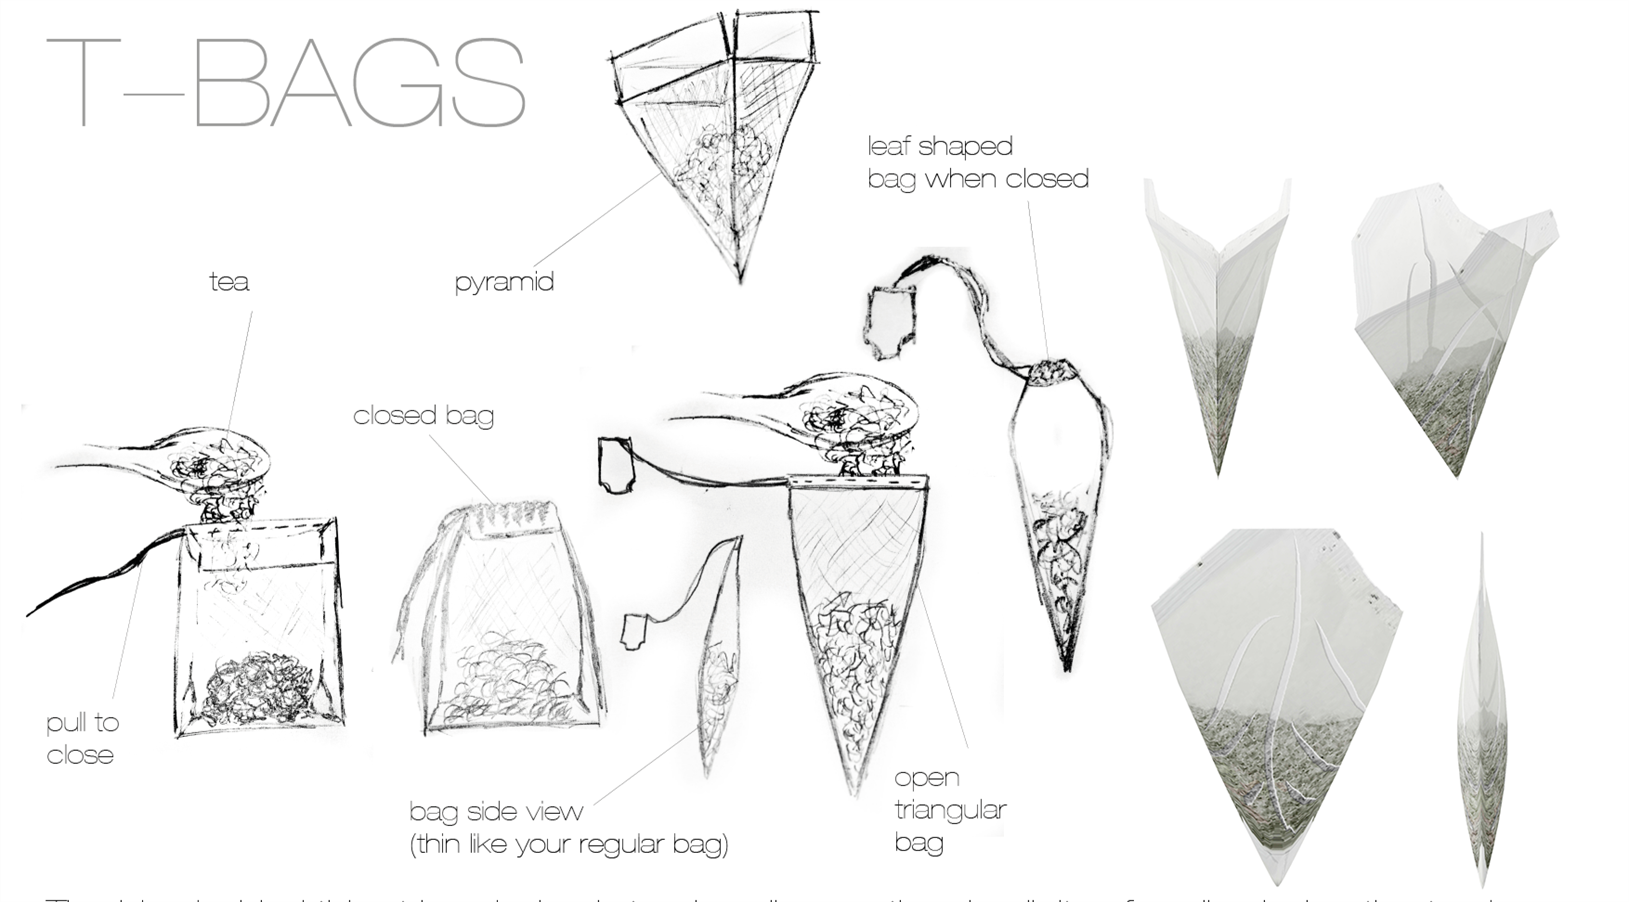 T-BAGS
leaf shaped
bag when closed
tea
pyramid
closed bag
pull to
close
bag side view
(thin like your regular bag)
open
triangular
bag